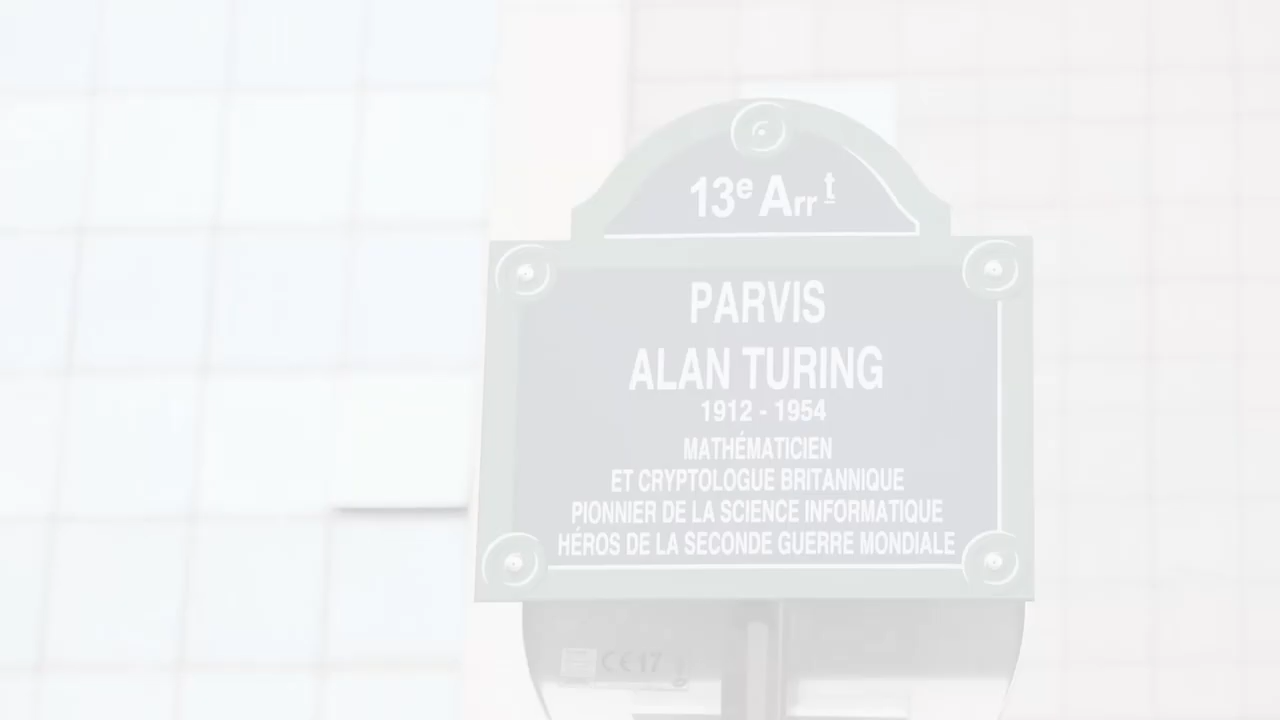 13e Arrt
PARVIS
ALAN TURING
1912 - 1954
MATHÉMATICIEN
ET CRYPTOLOGUE BRITANNIQUE
PIONNIER DE LA SCIENCE INFORMATIQUE
HÉROS DE LA SECONDE GUERRE MONDIALE
CE17